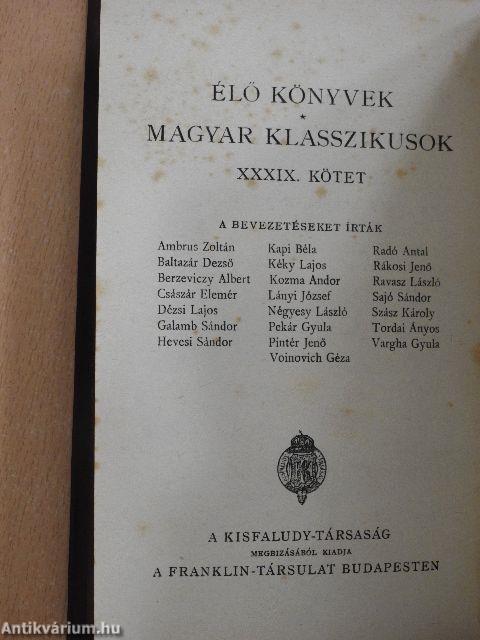 ÉLŐ KÖNYVEK
*
MAGYAR KLASSZIKUSOK
XXXIX. KÖTET
A BEVEZETÉSEKET ÍRTÁK
Ambrus Zoltán
Baltazár Dezső
Berzeviczy Albert
Császár Elemér
Dézsi Lajos
Galamb Sándor
Hevesi Sándor
Kapi Béla
Kéky Lajos
Kozma Andor
Lányi József
Négyesy László
Pekár Gyula
Pintér Jenő
Voinovich Géza
Radó Antal
Rákosi Jenő
Ravasz László
Sajó Sándor
Szász Károly
Tordai Ányos
Vargha Gyula
A KISFALUDY-TÁRSASÁG
MEGBIZÁSÁBÓL KIADJA
A FRANKLIN-TÁRSULAT BUDAPESTEN
Antikvárium.hu